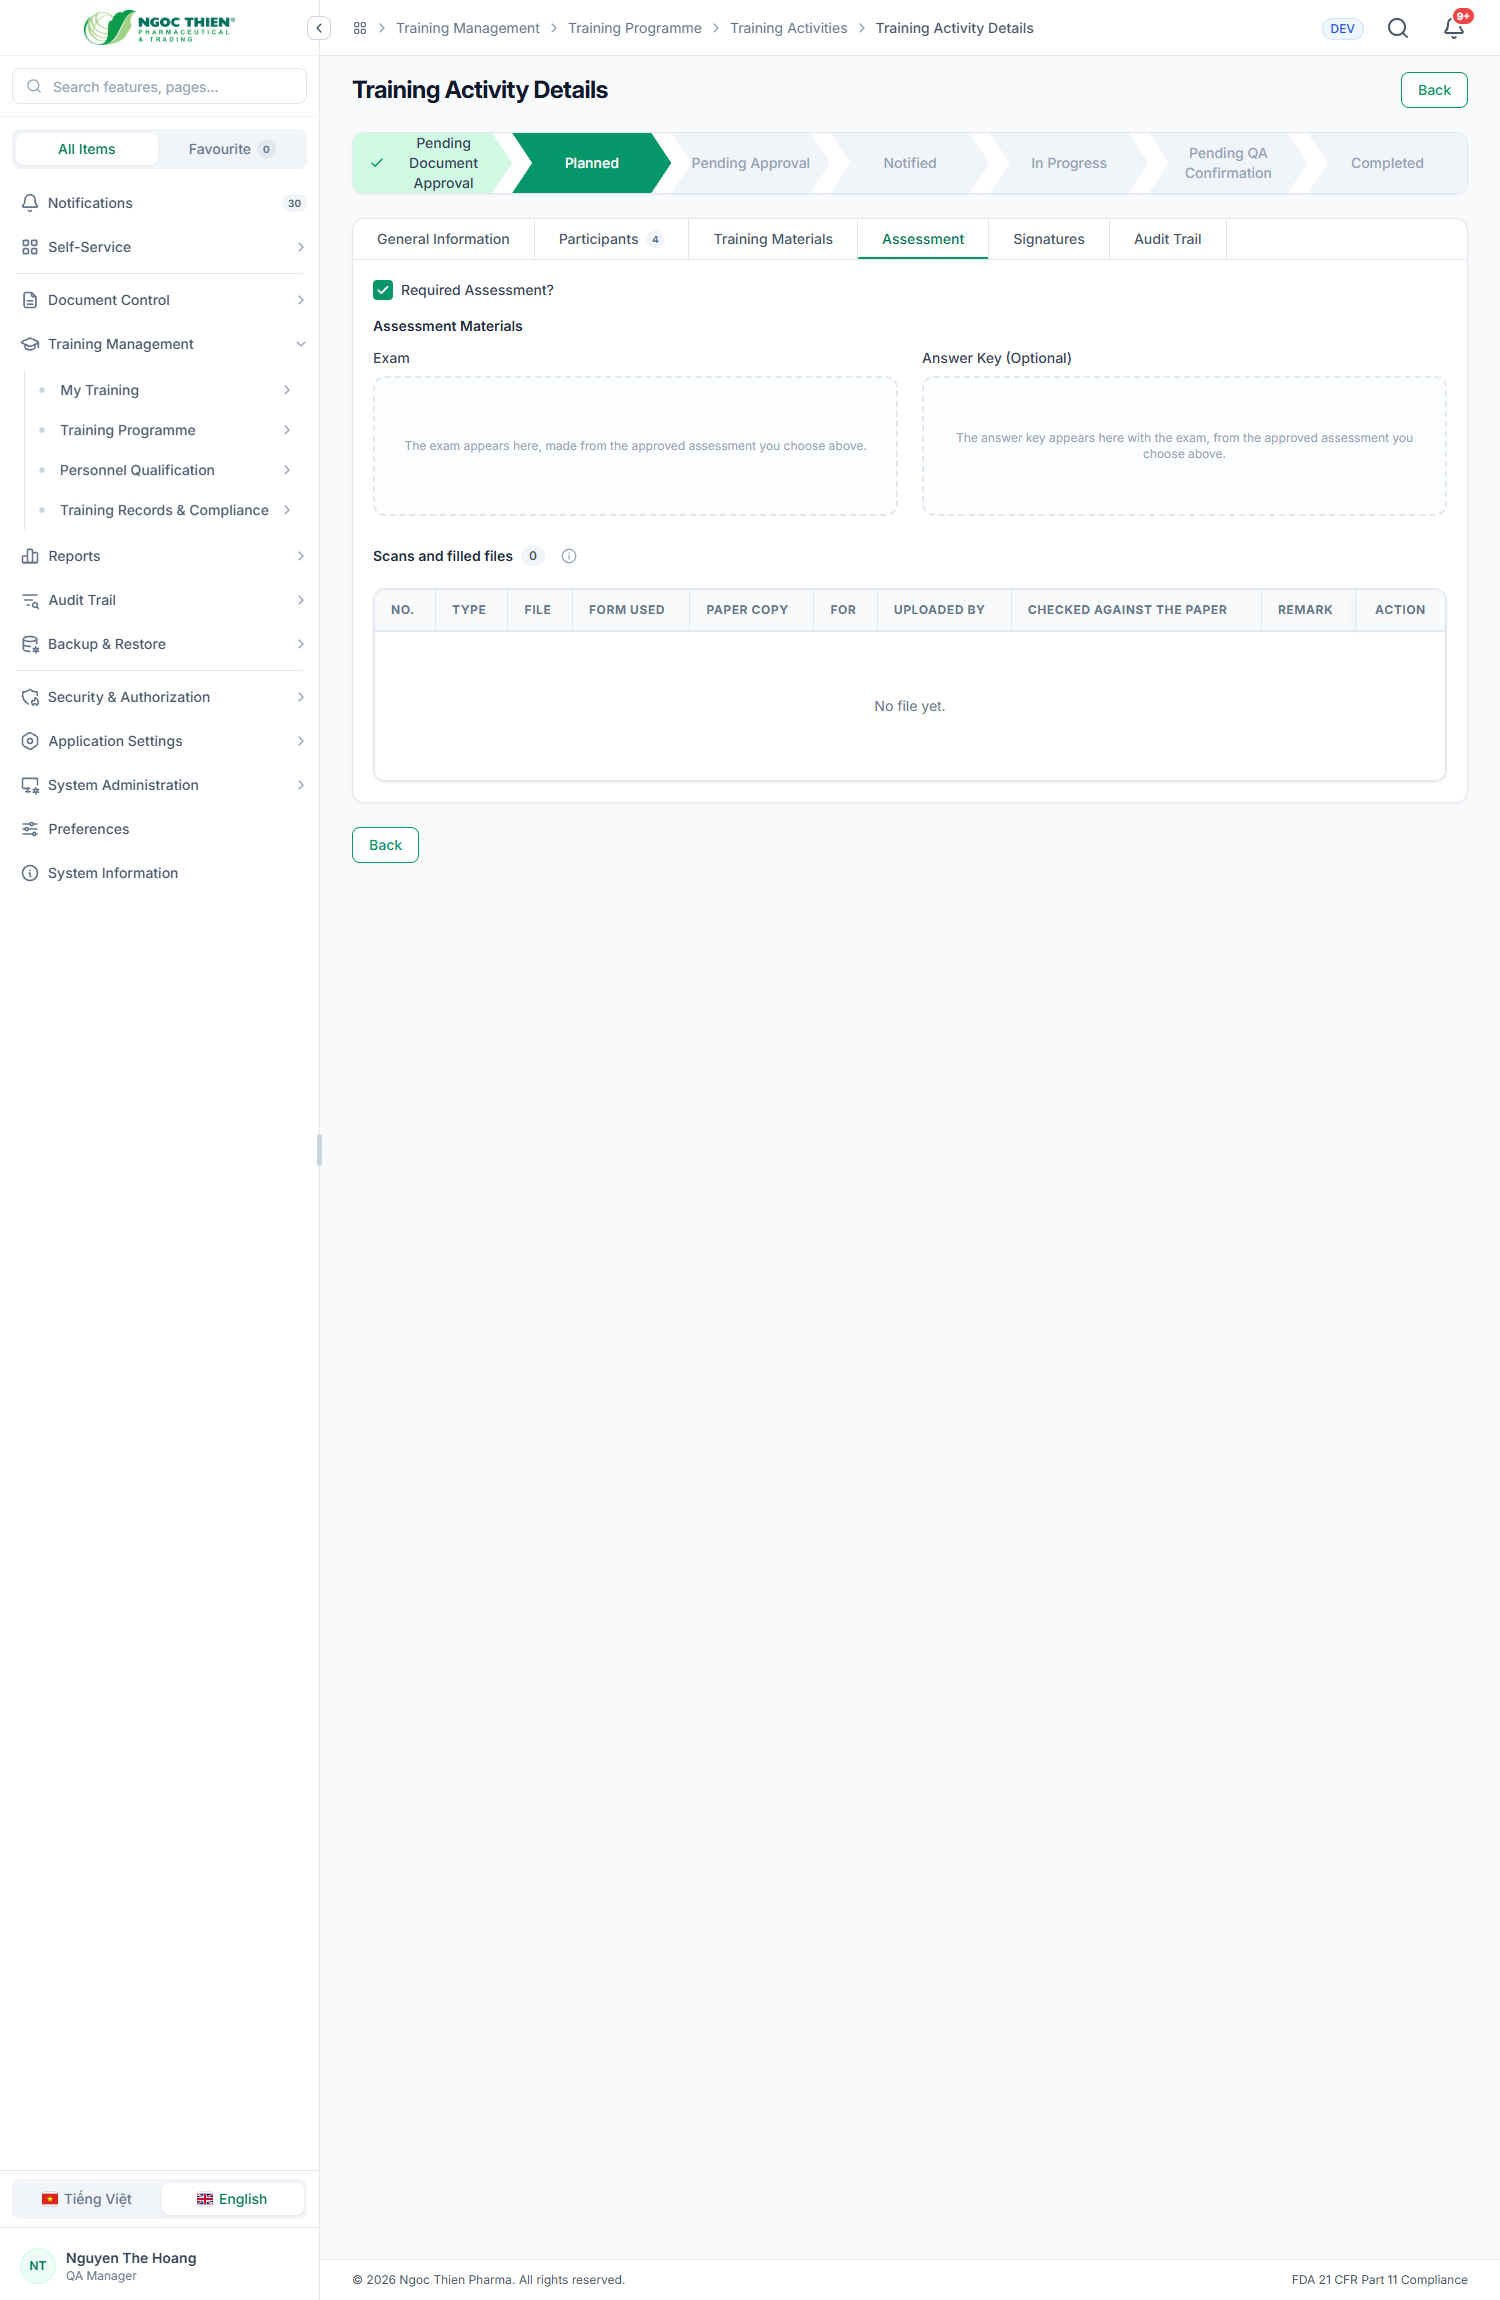 NGOC THIEN®
PHARMACEUTICAL
& TRADING
Search features, pages...
All Items
Favourite 0
Notifications 30
Self-Service
Document Control
Training Management
My Training
Training Programme
Personnel Qualification
Training Records & Compliance
Reports
Audit Trail
Backup & Restore
Security & Authorization
Application Settings
System Administration
Preferences
System Information
Tiếng Việt
English
NT
Nguyen The Hoang
QA Manager
Training Management
Training Programme
Training Activities
Training Activity Details
DEV
9+
Training Activity Details
Back
Pending
Document
Approval
Planned
Pending Approval
Notified
In Progress
Pending QA
Confirmation
Completed
General Information
Participants 4
Training Materials
Assessment
Signatures
Audit Trail
Required Assessment?
Assessment Materials
Exam
The exam appears here, made from the approved assessment you choose above.
Answer Key (Optional)
The answer key appears here with the exam, from the approved assessment you
choose above.
Scans and filled files 0
NO. TYPE FILE FORM USED PAPER COPY FOR UPLOADED BY CHECKED AGAINST THE PAPER REMARK ACTION
No file yet.
Back
© 2026 Ngoc Thien Pharma. All rights reserved.
FDA 21 CFR Part 11 Compliance